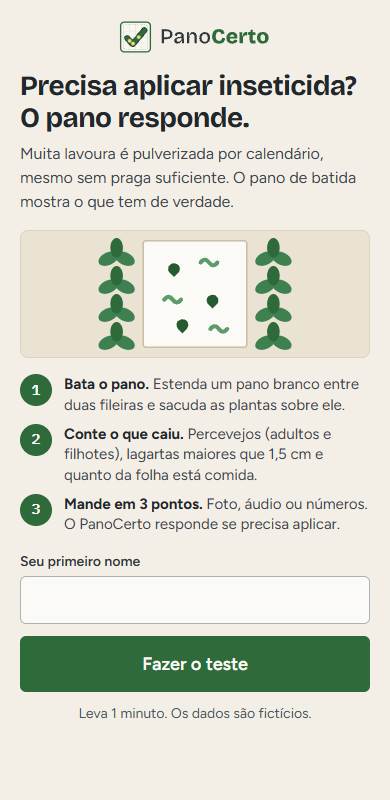 PanoCerto
Precisa aplicar inseticida?
O pano responde.
Muita lavoura é pulverizada por calendário,
mesmo sem praga suficiente. O pano de batida
mostra o que tem de verdade.
1 Bata o pano. Estenda um pano branco entre
duas fileiras e sacuda as plantas sobre ele.
2 Conte o que caiu. Percevejos (adultos e
filhotes), lagartas maiores que 1,5 cm e
quanto da folha está comida.
3 Mande em 3 pontos. Foto, áudio ou números.
O PanoCerto responde se precisa aplicar.
Seu primeiro nome
Fazer o teste
Leva 1 minuto. Os dados são fictícios.